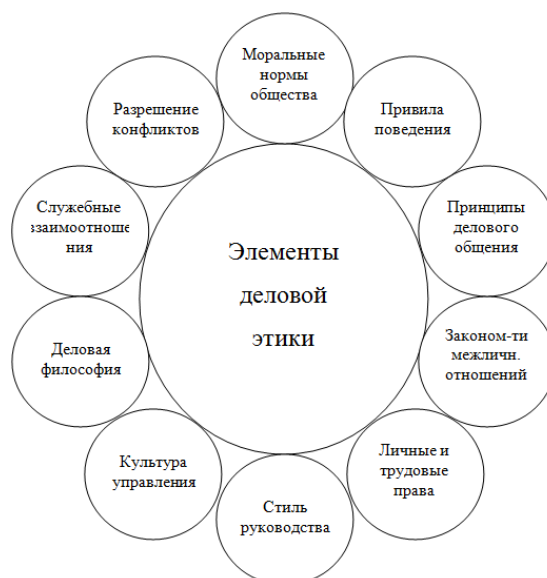 Моральные
нормы
общества
Привила
поведения
Принципы
делового
общения
Законом-ти
межличн.
отношений
Личные и
трудовые
права
Стиль
руководства
Культура
управления
Деловая
философия
Служебные
взаимоотноше
ния
Разрешение
конфликтов
Элементы
деловой
этики